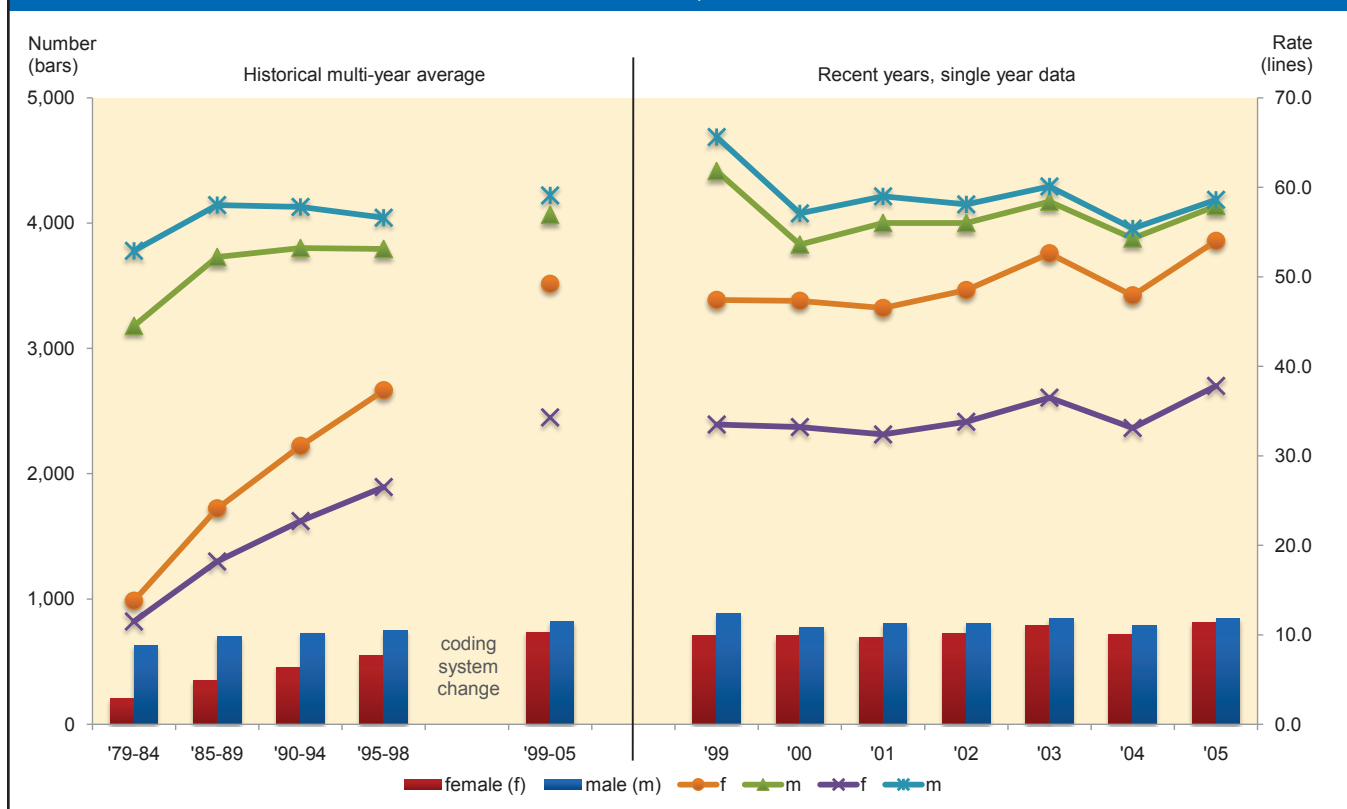 Number
(bars)
Historical multi-year average
Recent years, single year data
Rate
(lines)
5,000
4,000
3,000
2,000
1,000
0
70.0
60.0
50.0
40.0
30.0
20.0
10.0
0.0
coding
system
change
'79-84 '85-89 '90-94 '95-98 '99-05 '99 '00 '01 '02 '03 '04 '05
female (f) male (m) f m f m